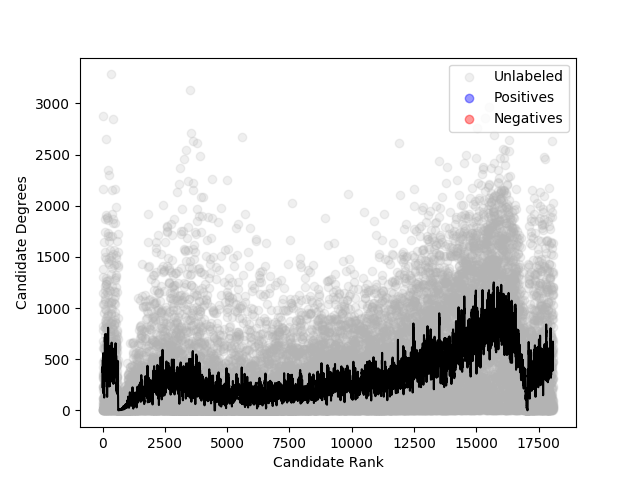 Unlabeled
Positives
Negatives
3000
2500
2000
1500
1000
500
0
Candidate Degrees
0 2500 5000 7500 10000 12500 15000 17500
Candidate Rank